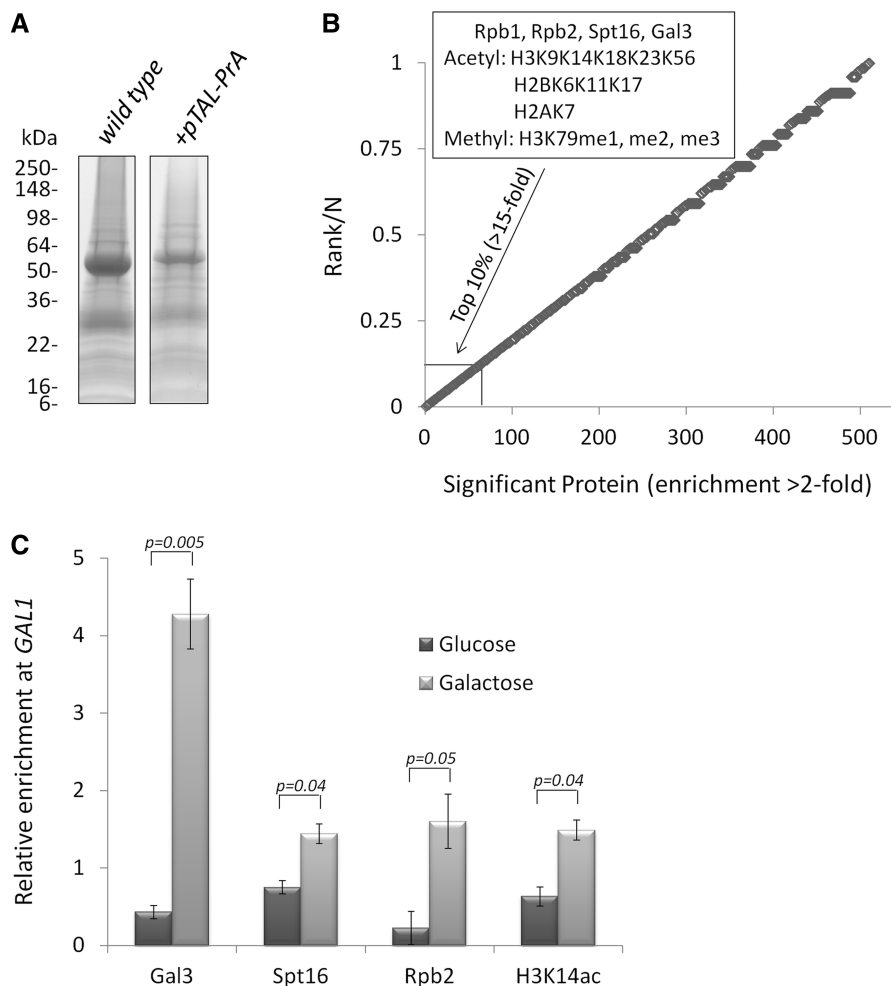 A
wild type
+pTAL-PrA
kDa
250-
148-
98-
64-
50-
36-
22-
16-
6-
B
Rpb1, Rpb2, Spt16, Gal3
Acetyl: H3K9K14K18K23K56
H2BK6K11K17
H2AK7
Methyl: H3K79me1, me2, me3
Top 10% (>15-fold)
Rank/N
1
0.75
0.5
0.25
0
0 100 200 300 400 500
Significant Protein (enrichment >2-fold)
C
Relative enrichment at GAL1
5
4
3
2
1
0
p=0.005
p=0.04
p=0.05
p=0.04
Glucose
Galactose
Gal3 Spt16 Rpb2 H3K14ac